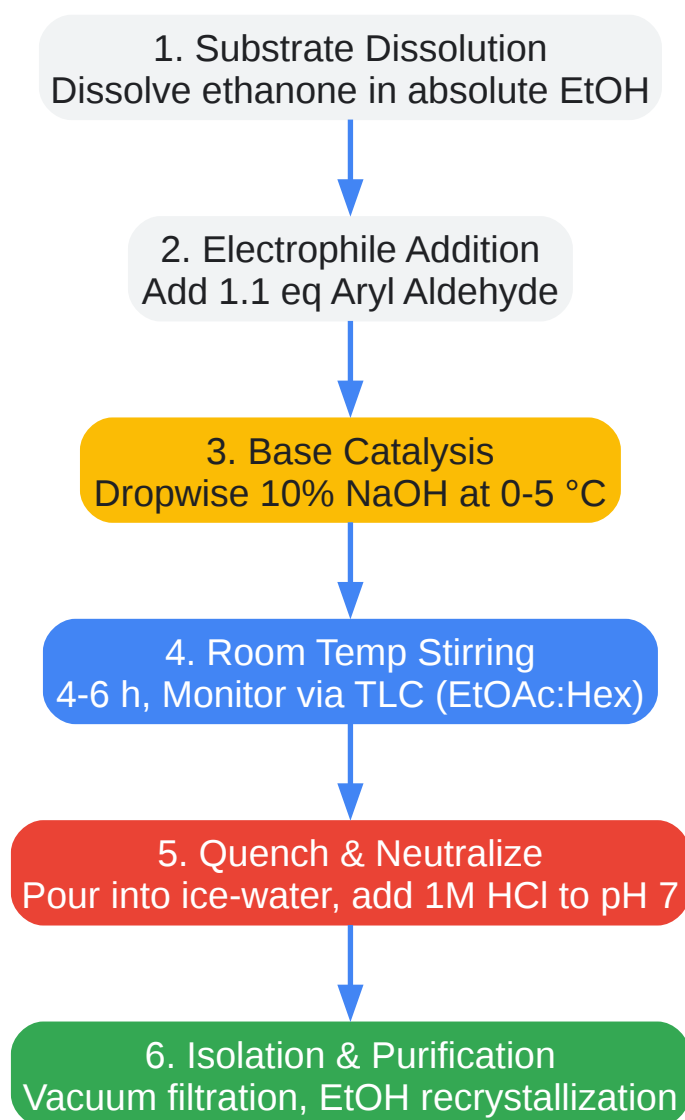 1. Substrate Dissolution
Dissolve ethanone in absolute EtOH
2. Electrophile Addition
Add 1.1 eq Aryl Aldehyde
3. Base Catalysis
Dropwise 10% NaOH at 0-5 °C
4. Room Temp Stirring
4-6 h, Monitor via TLC (EtOAc:Hex)
5. Quench & Neutralize
Pour into ice-water, add 1M HCl to pH 7
6. Isolation & Purification
Vacuum filtration, EtOH recrystallization